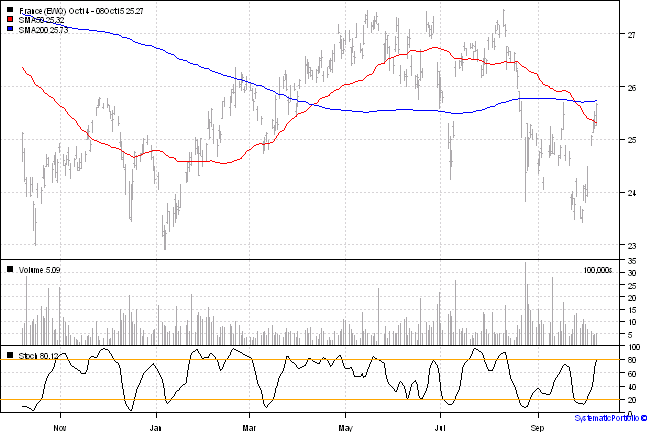 France (EWQ) Oct14 - 08Oct15 25.27
SMA50 25.32
SMA200 25.73
27
26
25
24
23
Volume 5.09
100,000s
35
30
25
20
15
10
5
Stoch 80.12
100
80
60
40
20
0
Nov Jan Mar May Jul Sep
SystematicPortfolio ©